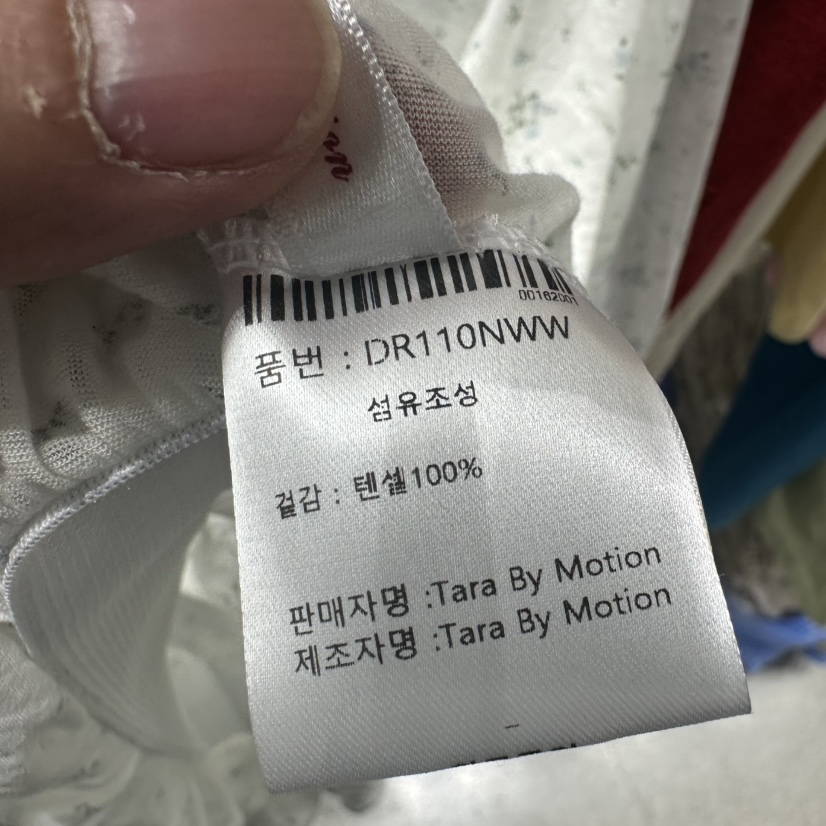 00162001
품번 : DR110NWW
섬유조성
겉감 : 텐셀100%
판매자명 :Tara By Motion
제조자명 :Tara By Motion